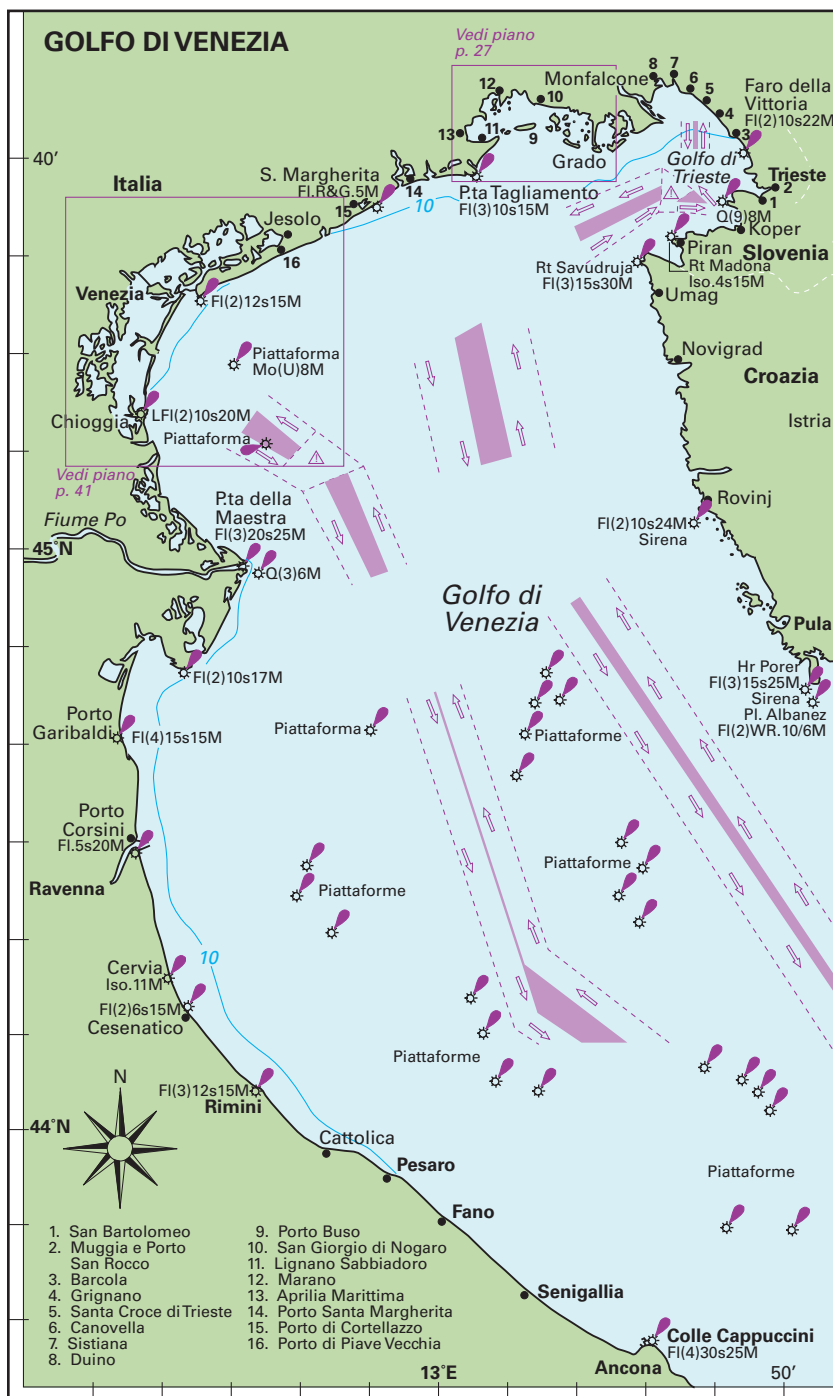 GOLFO DI VENEZIA
Vedi piano
p. 27
Monfalcone
8
7
6
5
4
3
12
10
13
11
9
Grado
Faro della
Vittoria
Fl(2)10s22M
Golfo di
Trieste
Trieste
2
1
Q(9)8M
Koper
Slovenia
Piran
Rt Madona
Iso.4s15M
Rt Savudrija
Fl(3)15s30M
Umag
Novigrad
Croazia
Istria
40'
Italia
S. Margherita
Fl.R&G.5M
14
15
P.ta Tagliamento
Fl(3)10s15M
10
Jesolo
16
Venezia
Fl(2)12s15M
Piattaforma
Mo(U)8M
Chioggia
LFl(2)10s20M
Piattaforma
Vedi piano
p. 41
P.ta della
Maestra
Fl(3)20s25M
Fiume Po
45°N
Q(3)6M
Rovinj
Fl(2)10s24M
Sirena
Golfo di
Venezia
Pula
Hr Porer
Fl(3)15s25M
Sirena
Pl. Albanez
Fl(2)WR.10/6M
Fl(2)10s17M
Porto
Garibaldi
Fl(4)15s15M
Piattaforma
Piattaforme
Porto
Corsini
Fl.5s20M
Ravenna
Piattaforme
Piattaforme
10
Cervia
Iso.11M
Fl(2)6s15M
Cesenatico
Piattaforme
N
Fl(3)12s15M
Rimini
44°N
Cattolica
Pesaro
Piattaforme
Fano
Senigallia
Colle Cappuccini
Fl(4)30s25M
Ancona
1. San Bartolomeo
2. Muggia e Porto
San Rocco
3. Barcola
4. Grignano
5. Santa Croce di Trieste
6. Canovella
7. Sistiana
8. Duino
9. Porto Buso
10. San Giorgio di Nogaro
11. Lignano Sabbiadoro
12. Marano
13. Aprilia Marittima
14. Porto Santa Margherita
15. Porto di Cortellazzo
16. Porto di Piave Vecchia
13°E
50'